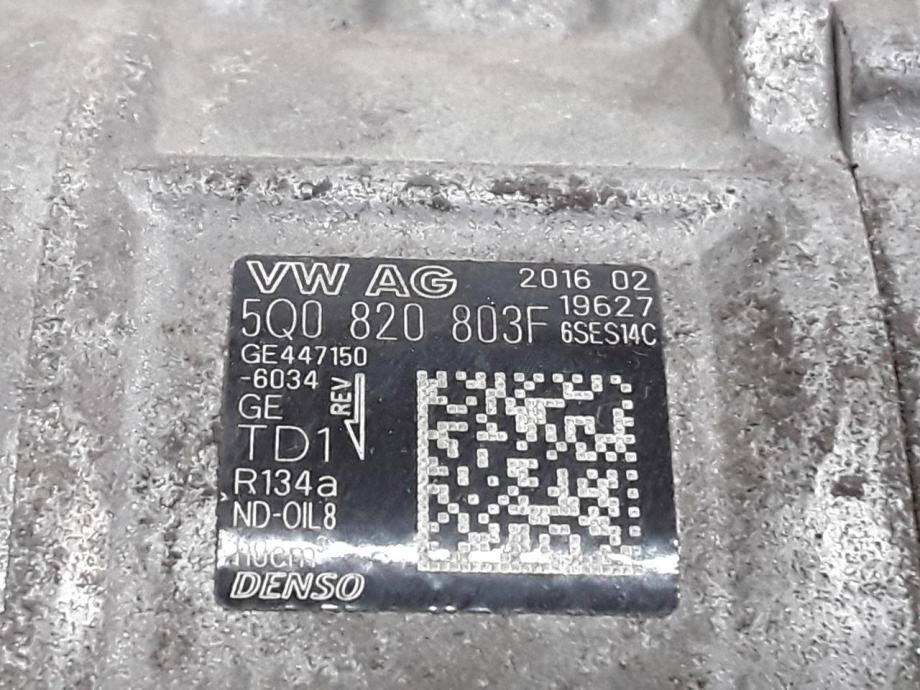 VW AG 2016 02
19627
5Q0 820 803F 6SES14C
GE447150
-6034
REV
GE
TD1
R134a
ND-OIL8
DENSO